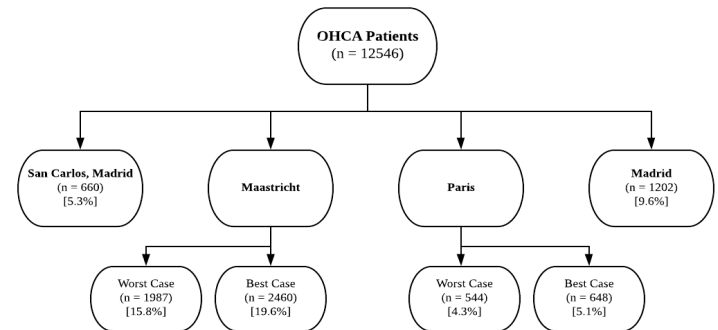 OHCA Patients
(n = 12546)
San Carlos, Madrid
(n = 660)
[5.3%]
Maastricht
Paris
Madrid
(n = 1202)
[9.6%]
Worst Case
(n = 1987)
[15.8%]
Best Case
(n = 2460)
[19.6%]
Worst Case
(n = 544)
[4.3%]
Best Case
(n = 648)
[5.1%]